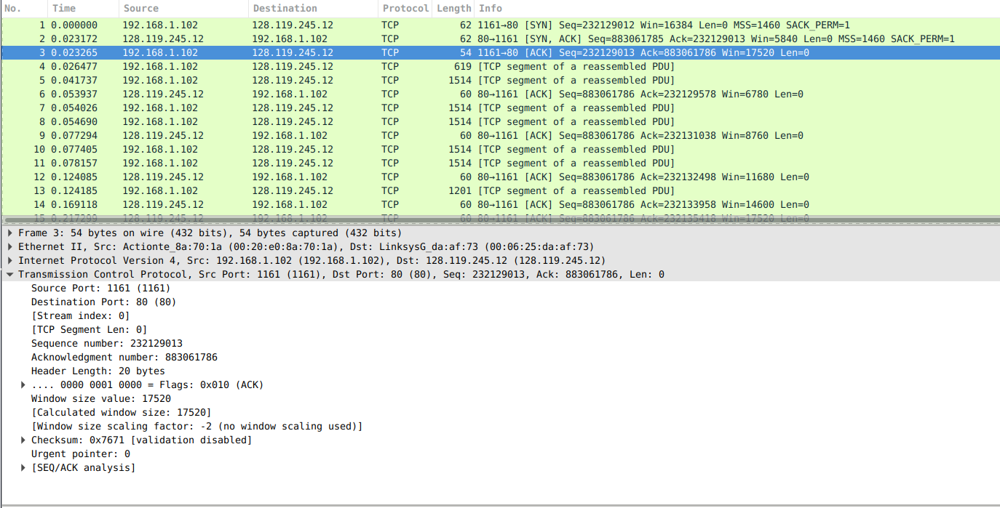 No. Time Source Destination Protocol Length Info
1 0.000000 192.168.1.102 128.119.245.12 TCP 62 1161→80 [SYN] Seq=232129012 Win=16384 Len=0 MSS=1460 SACK_PERM=1
2 0.023172 128.119.245.12 192.168.1.102 TCP 62 80→1161 [SYN, ACK] Seq=883061785 Ack=232129013 Win=5840 Len=0 MSS=1460 SACK_PERM=1
3 0.023265 192.168.1.102 128.119.245.12 TCP 54 1161→80 [ACK] Seq=232129013 Ack=883061786 Win=17520 Len=0
4 0.026477 192.168.1.102 128.119.245.12 TCP 619 [TCP segment of a reassembled PDU]
5 0.041737 192.168.1.102 128.119.245.12 TCP 1514 [TCP segment of a reassembled PDU]
6 0.053937 128.119.245.12 192.168.1.102 TCP 60 80→1161 [ACK] Seq=883061786 Ack=232129578 Win=6780 Len=0
7 0.054026 192.168.1.102 128.119.245.12 TCP 1514 [TCP segment of a reassembled PDU]
8 0.054690 192.168.1.102 128.119.245.12 TCP 1514 [TCP segment of a reassembled PDU]
9 0.077294 128.119.245.12 192.168.1.102 TCP 60 80→1161 [ACK] Seq=883061786 Ack=232131038 Win=8760 Len=0
10 0.077405 192.168.1.102 128.119.245.12 TCP 1514 [TCP segment of a reassembled PDU]
11 0.078157 192.168.1.102 128.119.245.12 TCP 1514 [TCP segment of a reassembled PDU]
12 0.124085 128.119.245.12 192.168.1.102 TCP 60 80→1161 [ACK] Seq=883061786 Ack=232132498 Win=11680 Len=0
13 0.124185 192.168.1.102 128.119.245.12 TCP 1201 [TCP segment of a reassembled PDU]
14 0.169118 128.119.245.12 192.168.1.102 TCP 60 80→1161 [ACK] Seq=883061786 Ack=232133958 Win=14600 Len=0
15 0.217299 128.119.245.12 192.168.1.102 TCP 60 80→1161 [ACK] Seq=883061786 Ack=232135418 Win=17520 Len=0
Frame 3: 54 bytes on wire (432 bits), 54 bytes captured (432 bits)
Ethernet II, Src: Actionte_8a:70:1a (00:20:e0:8a:70:1a), Dst: LinksysG_da:af:73 (00:06:25:da:af:73)
Internet Protocol Version 4, Src: 192.168.1.102 (192.168.1.102), Dst: 128.119.245.12 (128.119.245.12)
Transmission Control Protocol, Src Port: 1161 (1161), Dst Port: 80 (80), Seq: 232129013, Ack: 883061786, Len: 0
Source Port: 1161 (1161)
Destination Port: 80 (80)
[Stream index: 0]
[TCP Segment Len: 0]
Sequence number: 232129013
Acknowledgment number: 883061786
Header Length: 20 bytes
.... 0000 0001 0000 = Flags: 0x010 (ACK)
Window size value: 17520
[Calculated window size: 17520]
[Window size scaling factor: -2 (no window scaling used)]
Checksum: 0x7671 [validation disabled]
Urgent pointer: 0
[SEQ/ACK analysis]